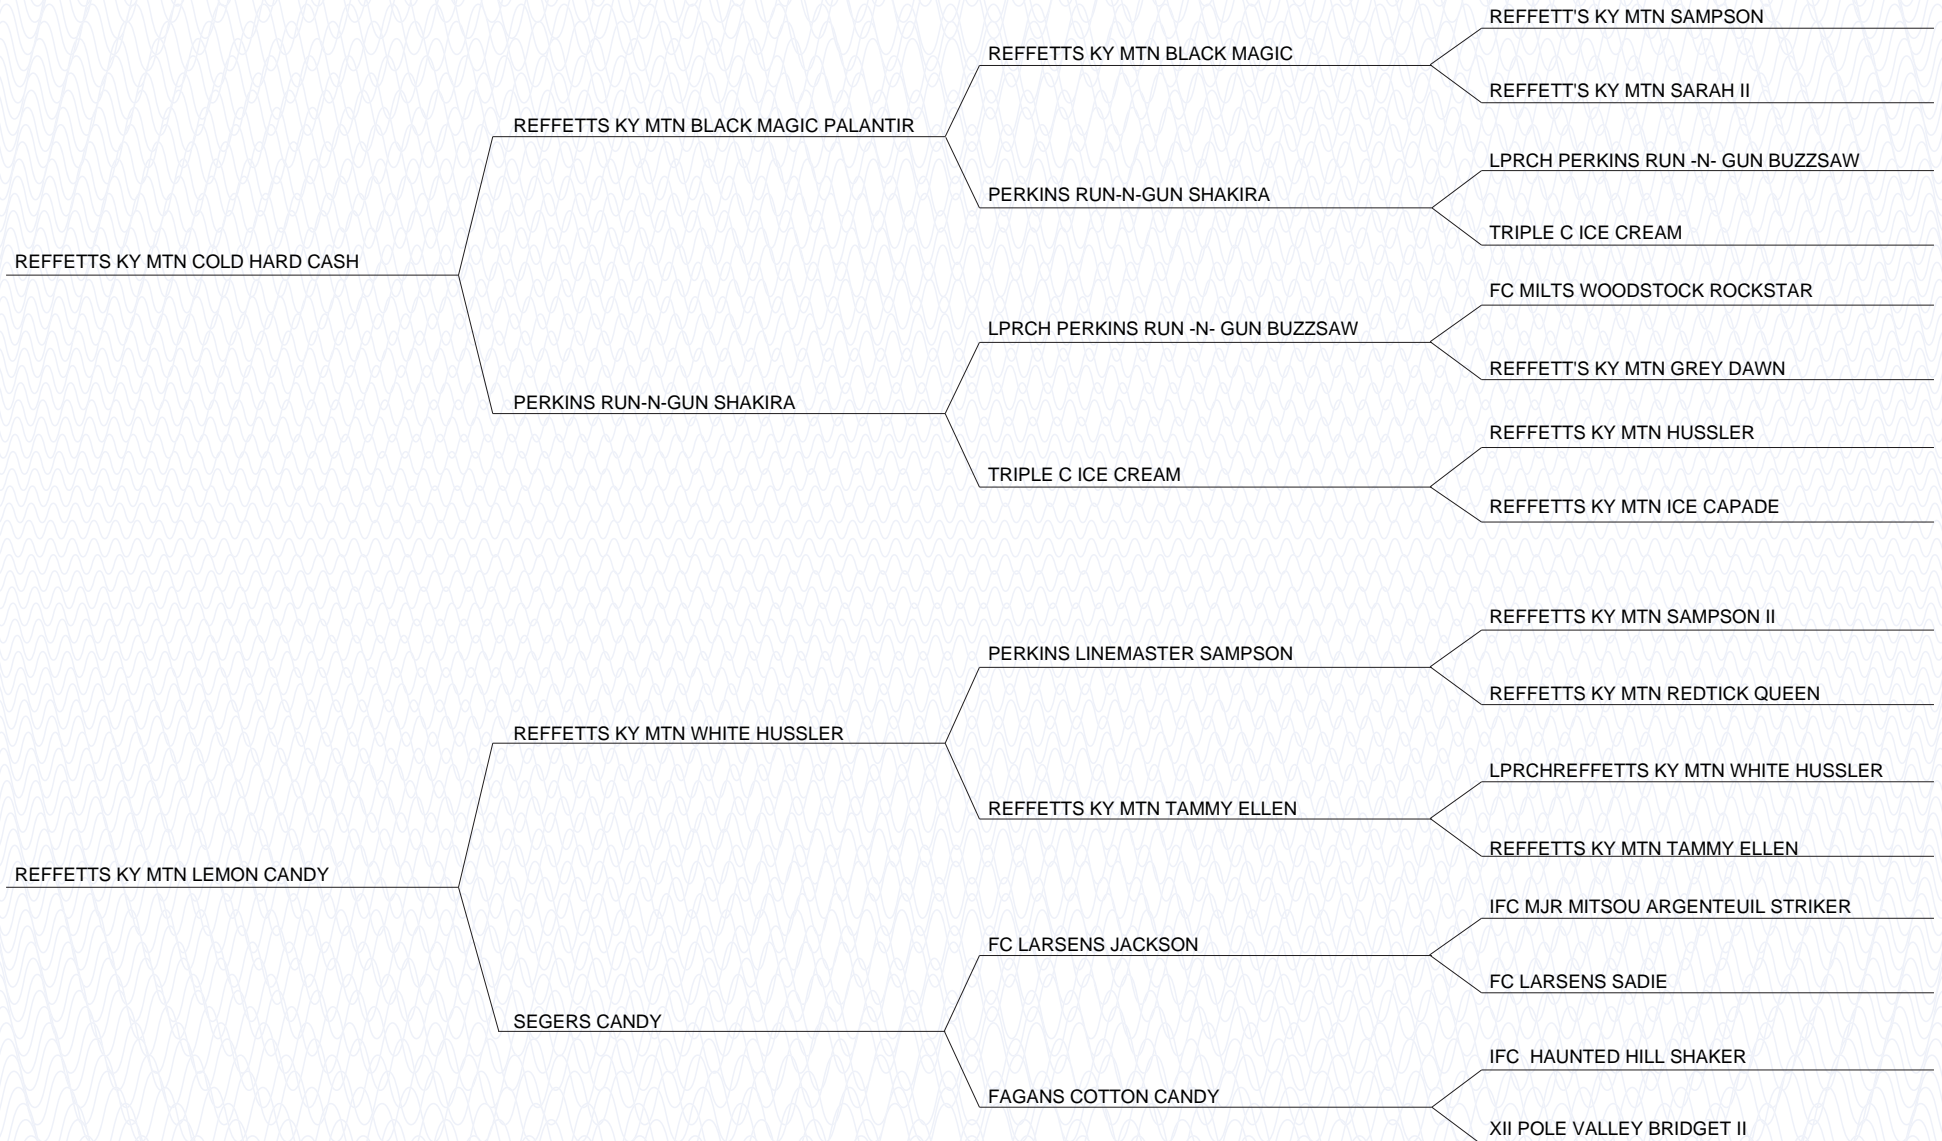 REFFETT'S KY MTN SAMPSON
REFFETTS KY MTN BLACK MAGIC
REFFETT'S KY MTN SARAH II
REFFETTS KY MTN BLACK MAGIC PALANTIR
LPRCH PERKINS RUN -N- GUN BUZZSAW
PERKINS RUN-N-GUN SHAKIRA
TRIPLE C ICE CREAM
REFFETTS KY MTN COLD HARD CASH
FC MILTS WOODSTOCK ROCKSTAR
LPRCH PERKINS RUN -N- GUN BUZZSAW
REFFETT'S KY MTN GREY DAWN
PERKINS RUN-N-GUN SHAKIRA
REFFETTS KY MTN HUSSLER
TRIPLE C ICE CREAM
REFFETTS KY MTN ICE CAPADE
REFFETTS KY MTN SAMPSON II
PERKINS LINEMASTER SAMPSON
REFFETTS KY MTN REDTICK QUEEN
REFFETTS KY MTN WHITE HUSSLER
LPRCHREFFETTS KY MTN WHITE HUSSLER
REFFETTS KY MTN TAMMY ELLEN
REFFETTS KY MTN TAMMY ELLEN
REFFETTS KY MTN LEMON CANDY
IFC MJR MITSOU ARGENTEUIL STRIKER
FC LARSENS JACKSON
FC LARSENS SADIE
SEGERS CANDY
IFC  HAUNTED HILL SHAKER
FAGANS COTTON CANDY
XII POLE VALLEY BRIDGET II